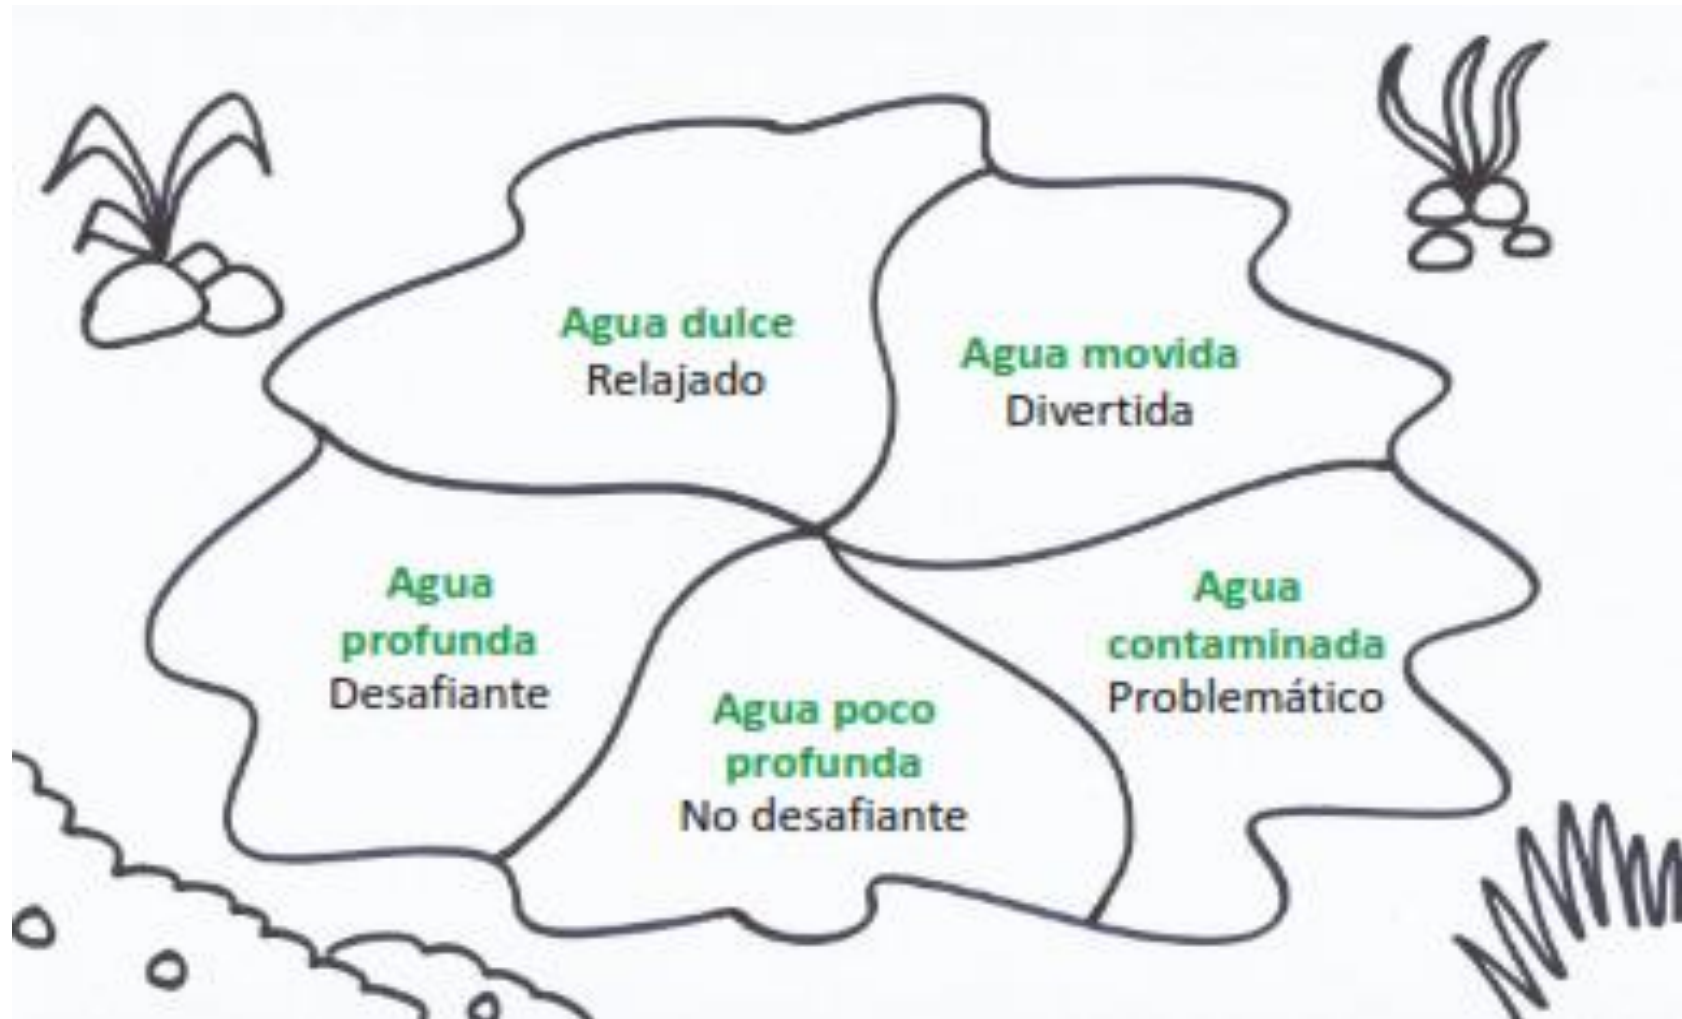 Agua dulce
Relajado
Agua movida
Divertida
Agua
profunda
Desafiante
Agua poco
profunda
No desafiante
Agua
contaminada
Problemático